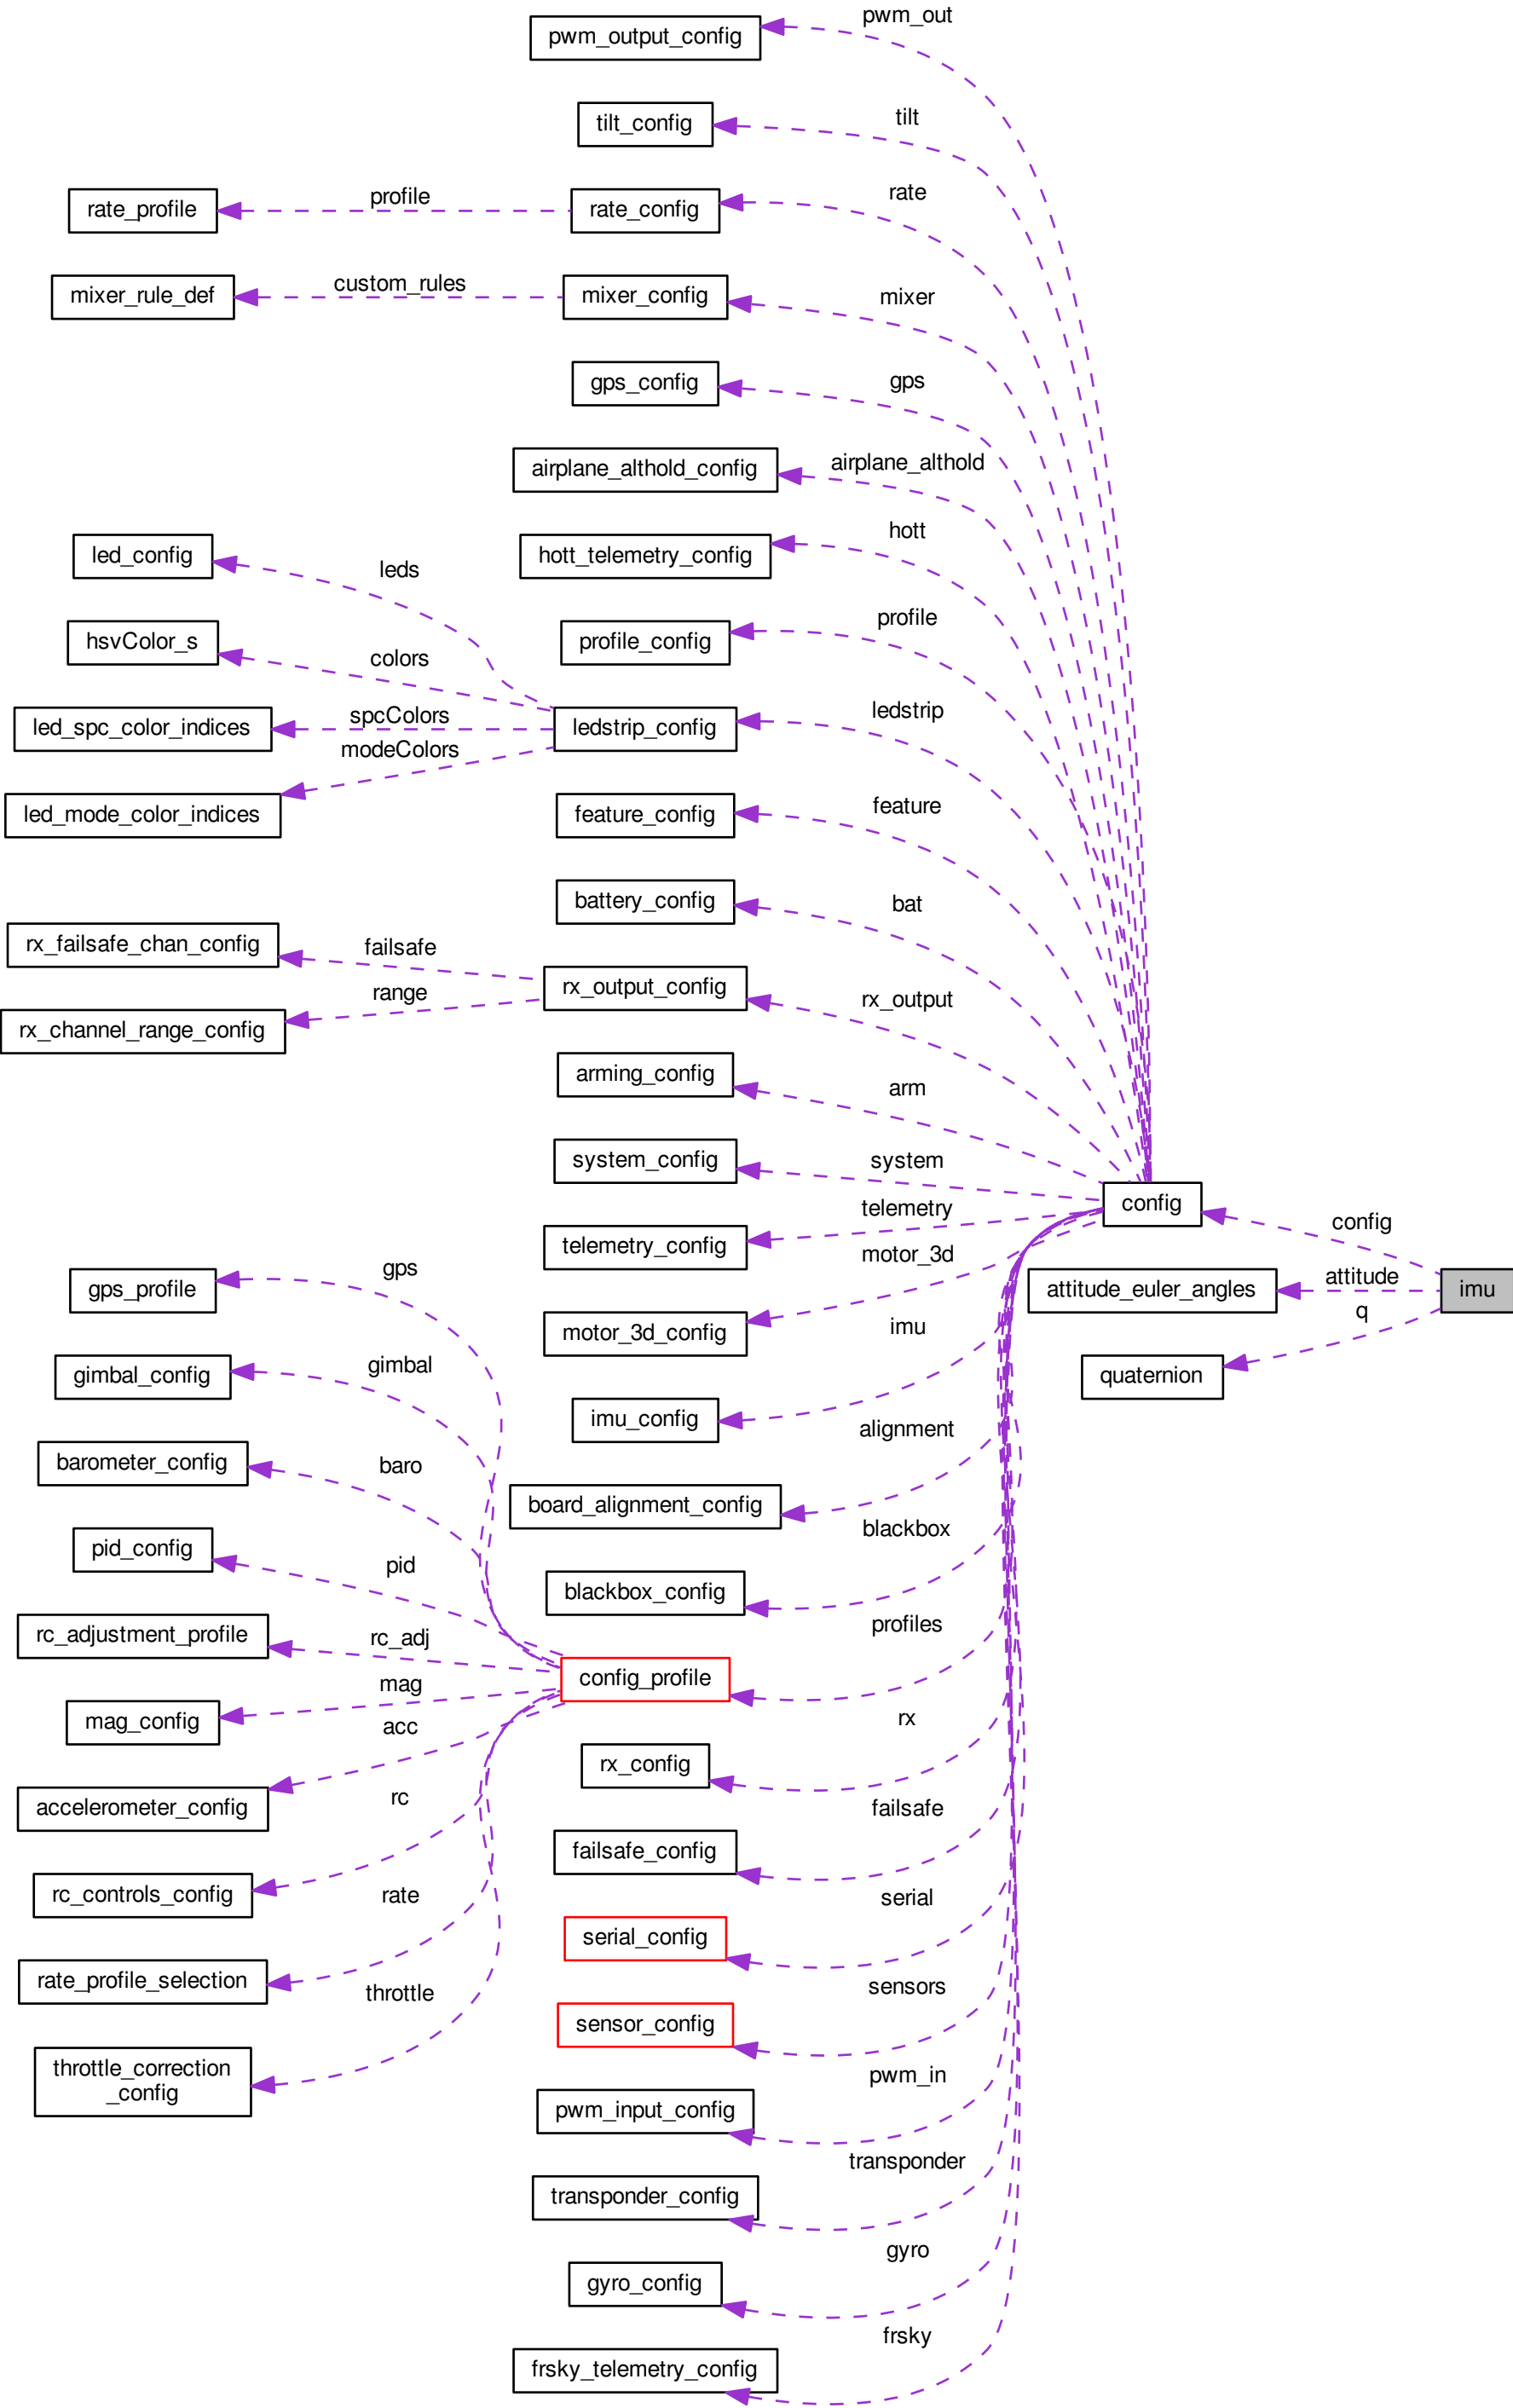 pwm_out
pwm_output_config
tilt
tilt_config
rate
rate_profile
profile
rate_config
mixer_rule_def
custom_rules
mixer_config
mixer
gps_config
gps
airplane_althold_config
airplane_althold
hott
hott_telemetry_config
led_config
leds
profile
hsvColor_s
colors
profile_config
ledstrip
led_spc_color_indices
spcColors
ledstrip_config
modeColors
led_mode_color_indices
feature_config
feature
battery_config
bat
rx_failsafe_chan_config
failsafe
rx_output_config
rx_output
range
rx_channel_range_config
arming_config
arm
system_config
system
config
telemetry
config
telemetry_config
motor_3d
gps
gps_profile
attitude_euler_angles
attitude
imu
q
motor_3d_config
imu
gimbal
gimbal_config
quaternion
imu_config
alignment
barometer_config
baro
board_alignment_config
blackbox
pid_config
pid
blackbox_config
profiles
rc_adjustment_profile
rc_adj
config_profile
mag
mag_config
acc
rx
rx_config
accelerometer_config
rc
failsafe
failsafe_config
rc_controls_config
rate
serial
serial_config
rate_profile_selection
throttle
sensors
sensor_config
throttle_correction
_config
pwm_in
pwm_input_config
transponder
transponder_config
gyro
gyro_config
frsky
frsky_telemetry_config